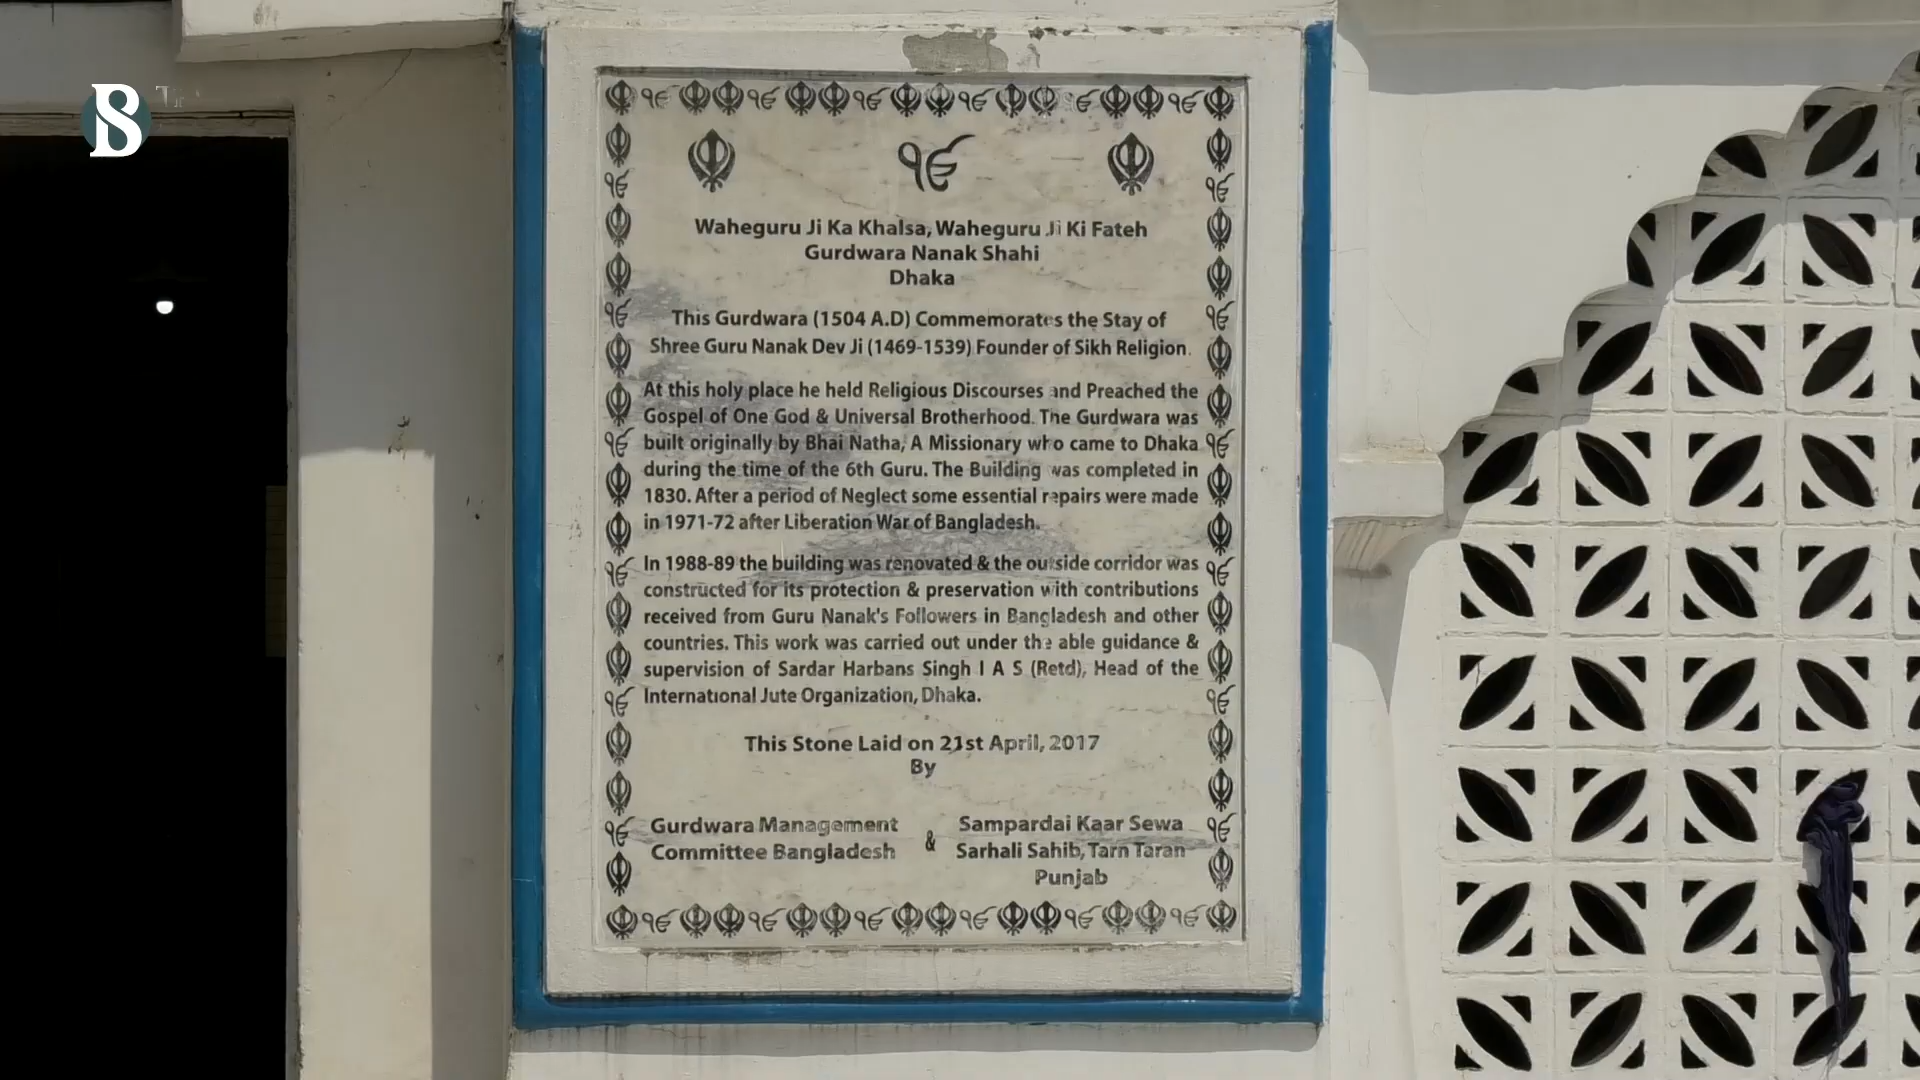 Waheguru Ji Ka Khalsa, Waheguru Ji Ki Fateh
Gurdwara Nanak Shahi
Dhaka
This Gurdwara (1504 A.D) Commemorates the Stay of
Shree Guru Nanak Dev Ji (1469-1539) Founder of Sikh Religion.
At this holy place he held Religious Discourses and Preached the
Gospel of One God & Universal Brotherhood. The Gurdwara was
built originally by Bhai Natha, A Missionary who came to Dhaka
during the time of the 6th Guru. The Building was completed in
1830. After a period of Neglect some essential repairs were made
in 1971-72 after Liberation War of Bangladesh.
In 1988-89 the building was renovated & the outside corridor was
constructed for its protection & preservation with contributions
received from Guru Nanak's Followers in Bangladesh and other
countries. This work was carried out under the able guidance &
supervision of Sardar Harbans Singh I A S (Retd), Head of the
International Jute Organization, Dhaka.
This Stone Laid on 21st April, 2017
By
Gurdwara Management
Committee Bangladesh
&
Sampardai Kaar Sewa
Sarhali Sahib, Tarn Taran
Punjab